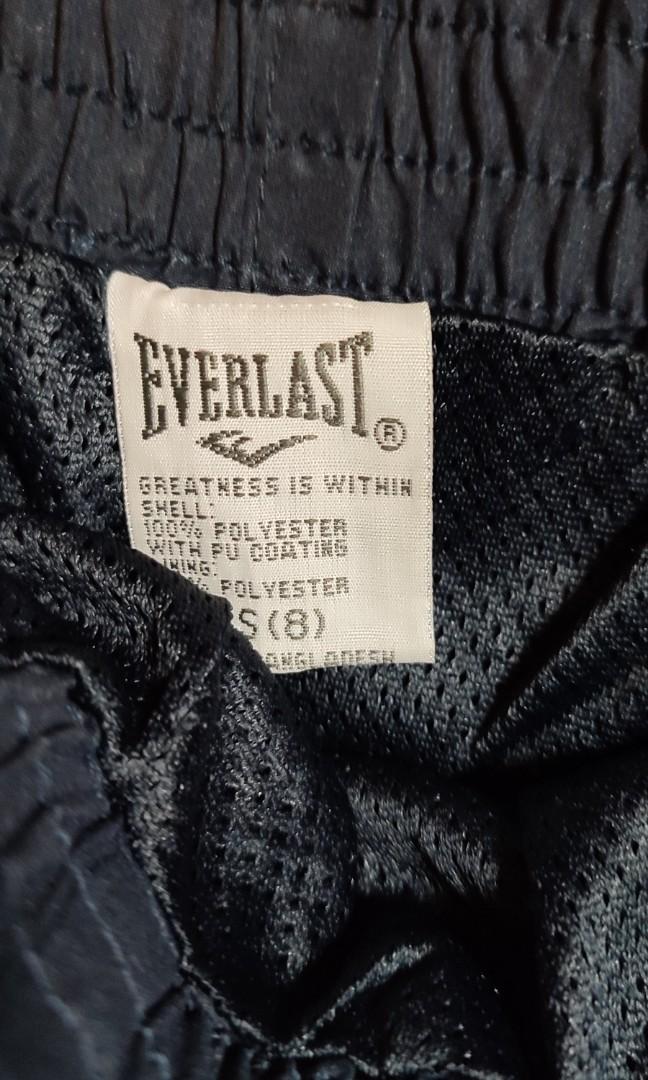 EVERLAST®
GREATNESS IS WITHIN
SHELL:
100% POLYESTER
WITH PU COATING
POLYESTER
S(8)